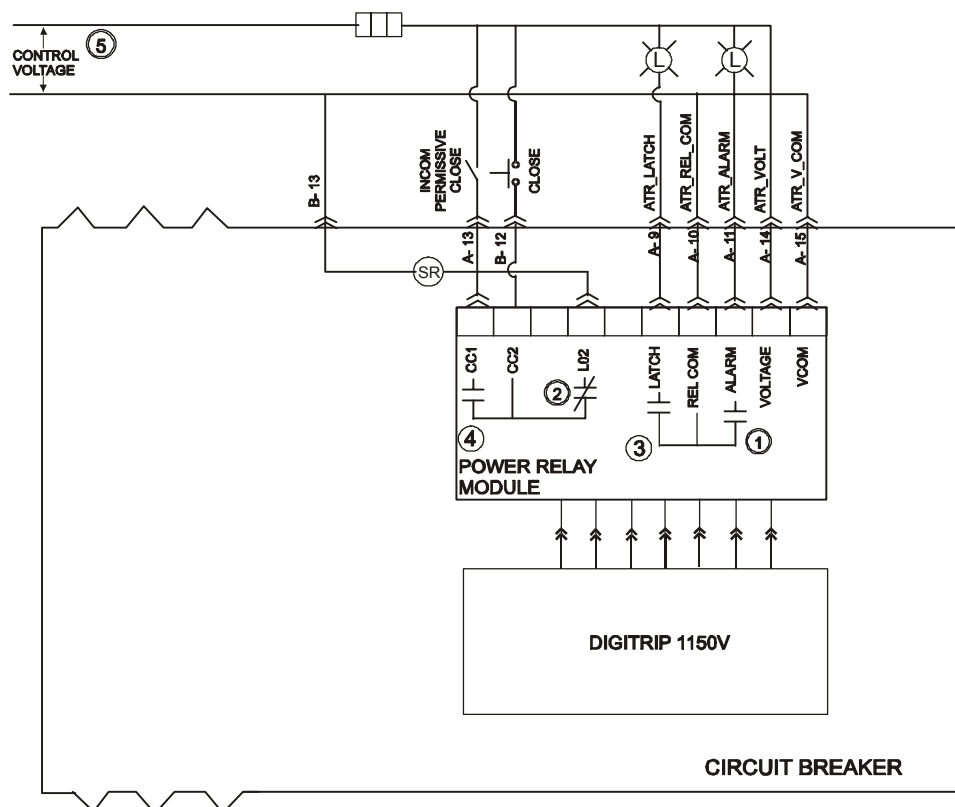 5
CONTROL
VOLTAGE
L
L
B- 13
INCOM
PERMISSIVE
CLOSE
CLOSE
ATR_LATCH
ATR_REL_COM
ATR_ALARM
ATR_VOLT
ATR_V_COM
A- 13
B- 12
A- 9
A- 10
A- 11
A- 14
A- 15
SR
CC1
CC2
L02
LATCH
REL COM
ALARM
VOLTAGE
VCOM
2
4
3
1
POWER RELAY
MODULE
DIGITRIP 1150V
CIRCUIT BREAKER